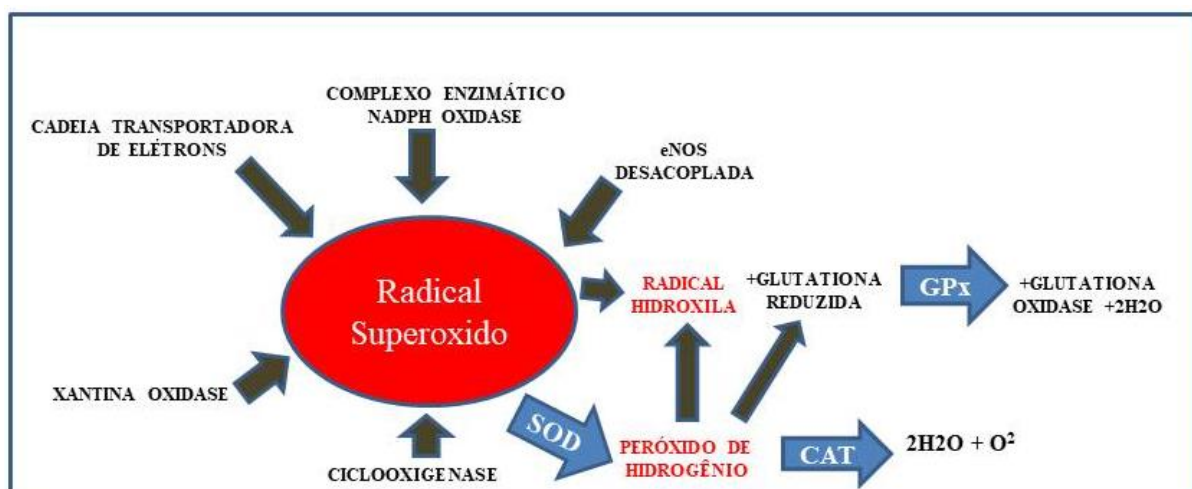 COMPLEXO ENZIMÁTICO
NADPH OXIDASE
CADEIA TRANSPORTADORA
DE ELÉTRONS
eNOS
DESACOPLADA
Radical
Superoxido
RADICAL
HIDROXILA
+GLUTATIONA
REDUZIDA
GPx
+GLUTATIONA
OXIDASE +2H2O
XANTINA OXIDASE
CICLOOXIGENASE
SOD
PERÓXIDO DE
HIDROGÊNIO
CAT
2H2O + O²